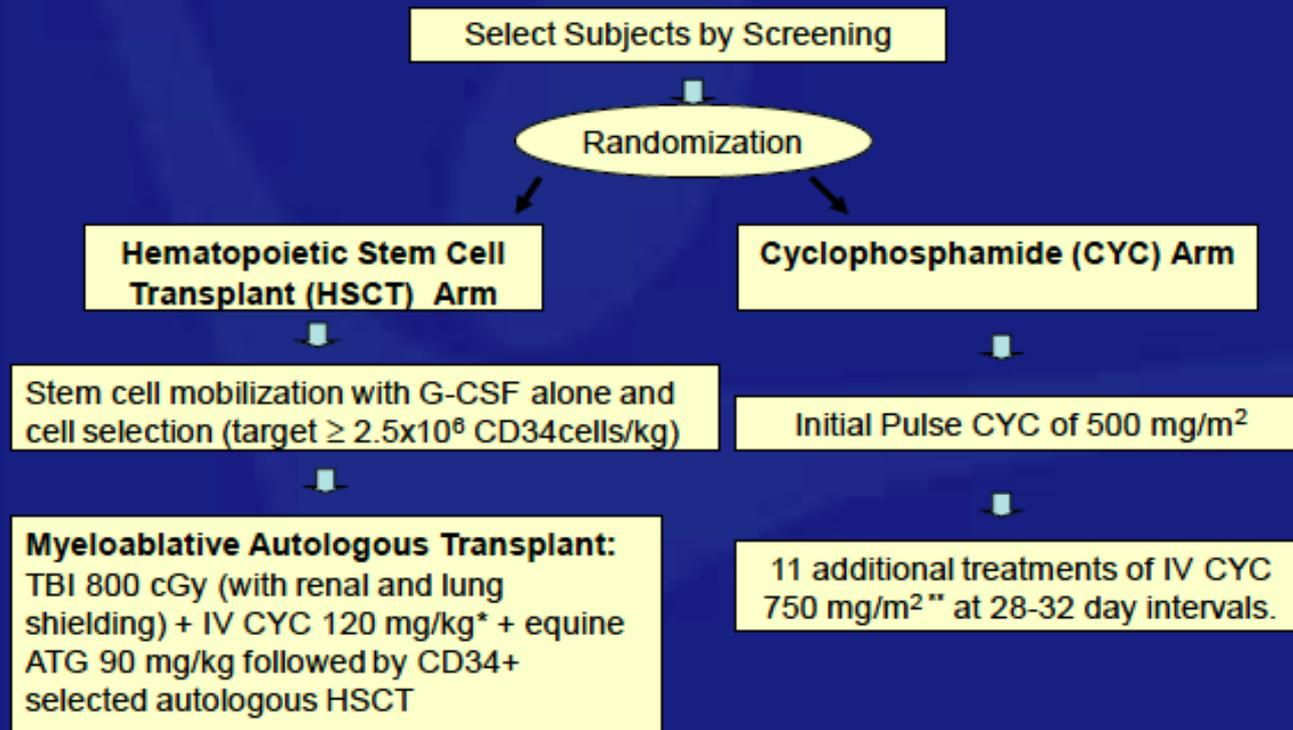 Select Subjects by Screening
Randomization
Hematopoietic Stem Cell
Transplant (HSCT) Arm
Stem cell mobilization with G-CSF alone and
cell selection (target ≥ 2.5x10⁶ CD34cells/kg)
Myeloablative Autologous Transplant:
TBI 800 cGy (with renal and lung
shielding) + IV CYC 120 mg/kg* + equine
ATG 90 mg/kg followed by CD34+
selected autologous HSCT
Cyclophosphamide (CYC) Arm
Initial Pulse CYC of 500 mg/m²
11 additional treatments of IV CYC
750 mg/m² ** at 28-32 day intervals.